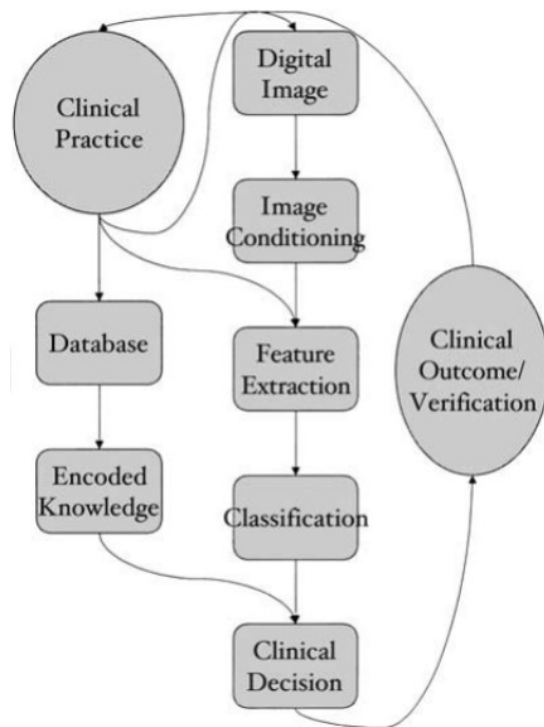 Clinical
Practice
Digital
Image
Image
Conditioning
Database
Feature
Extraction
Clinical
Outcome/
Verification
Encoded
Knowledge
Classification
Clinical
Decision